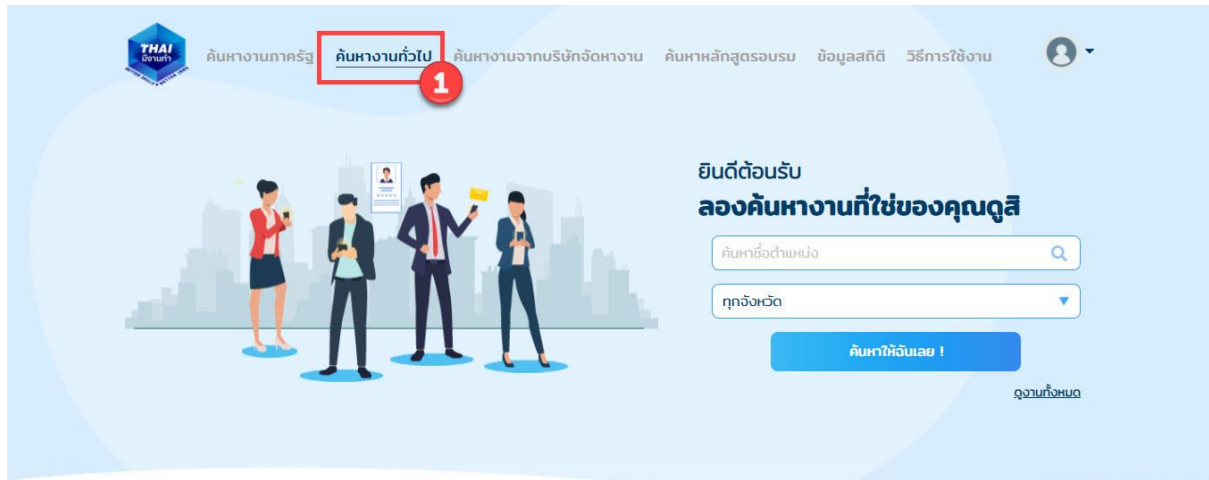 THAI
มีงานทำ
ค้นหางานภาครัฐ ค้นหางานทั่วไป ค้นหางานจากบริษัทจัดหางาน ค้นหาหลักสูตรอบรม ข้อมูลสถิติ วิธีการใช้งาน
1
ยินดีต้อนรับ
ลองค้นหางานที่ใช่ของคุณดูสิ
ค้นหาชื่อตำแหน่ง
ทุกจังหวัด
ค้นหาให้ฉันเลย !
ดูงานทั้งหมด